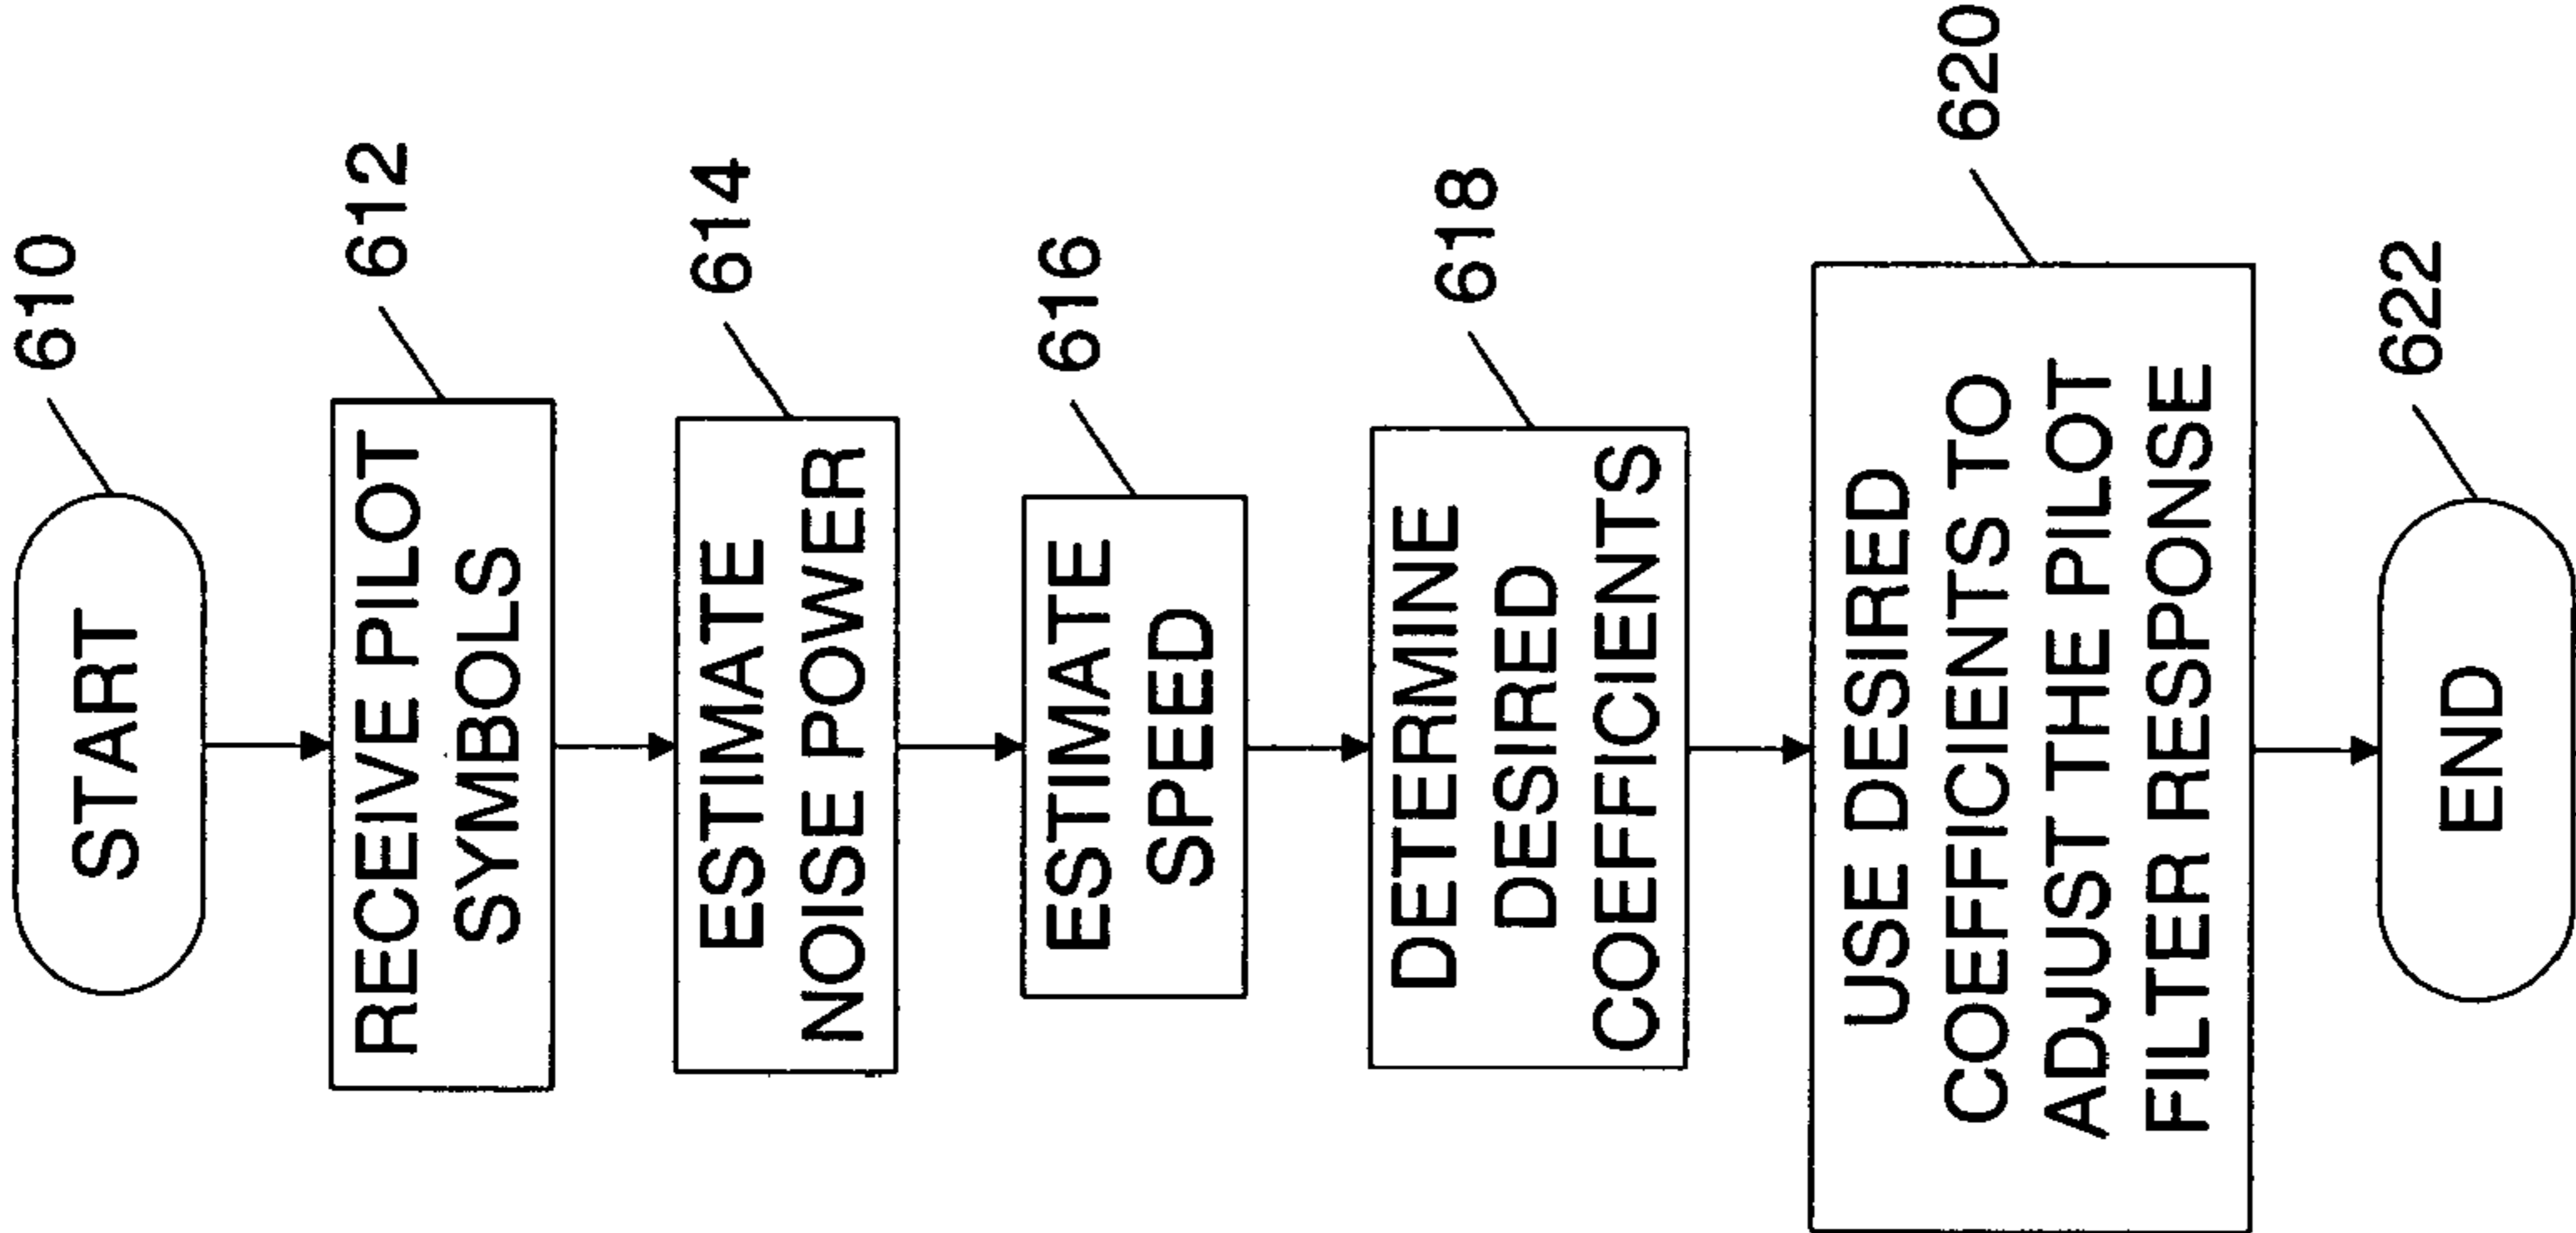 START
610
RECEIVE PILOT
SYMBOLS
612
ESTIMATE
NOISE POWER
614
ESTIMATE
SPEED
616
DETERMINE
DESIRED
COEFFICIENTS
618
USE DESIRED
COEFFICIENTS TO
ADJUST THE PILOT
FILTER RESPONSE
620
END
622